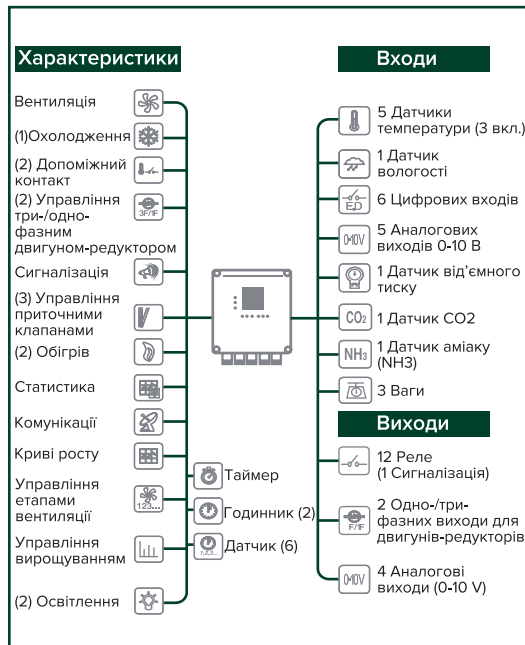 Характеристики
Вентиляція
(1)Охолодження
(2) Допоміжний
контакт
(2) Управління
три-/одно-
фазним
двигуном-редуктором
3F/1F
Сигналізація
(3) Управління
приточними
клапанами
(2) Обігрів
Статистика
Комунікації
Криві росту
Управління
етапами
вентиляції
123...
Управління
вирощуванням
(2) Освітлення
Таймер
Годинник (2)
Датчик (6)
1,2,3...
Входи
5 Датчики
температури (3 вкл.)
1 Датчик
вологості
6 Цифрових входів
ED
5 Аналогових
виходів 0-10 В
0-10V
1 Датчик від’ємного
тиску
CO₂
1 Датчик CO2
NH₃
1 Датчик аміаку
(NH3)
3 Ваги
Виходи
12 Реле
(1 Сигналізація)
2 Одно-/три-
фазних виходи для
двигунів-редукторів
F/1F
4 Аналогові
виходи (0-10 V)
0-10V